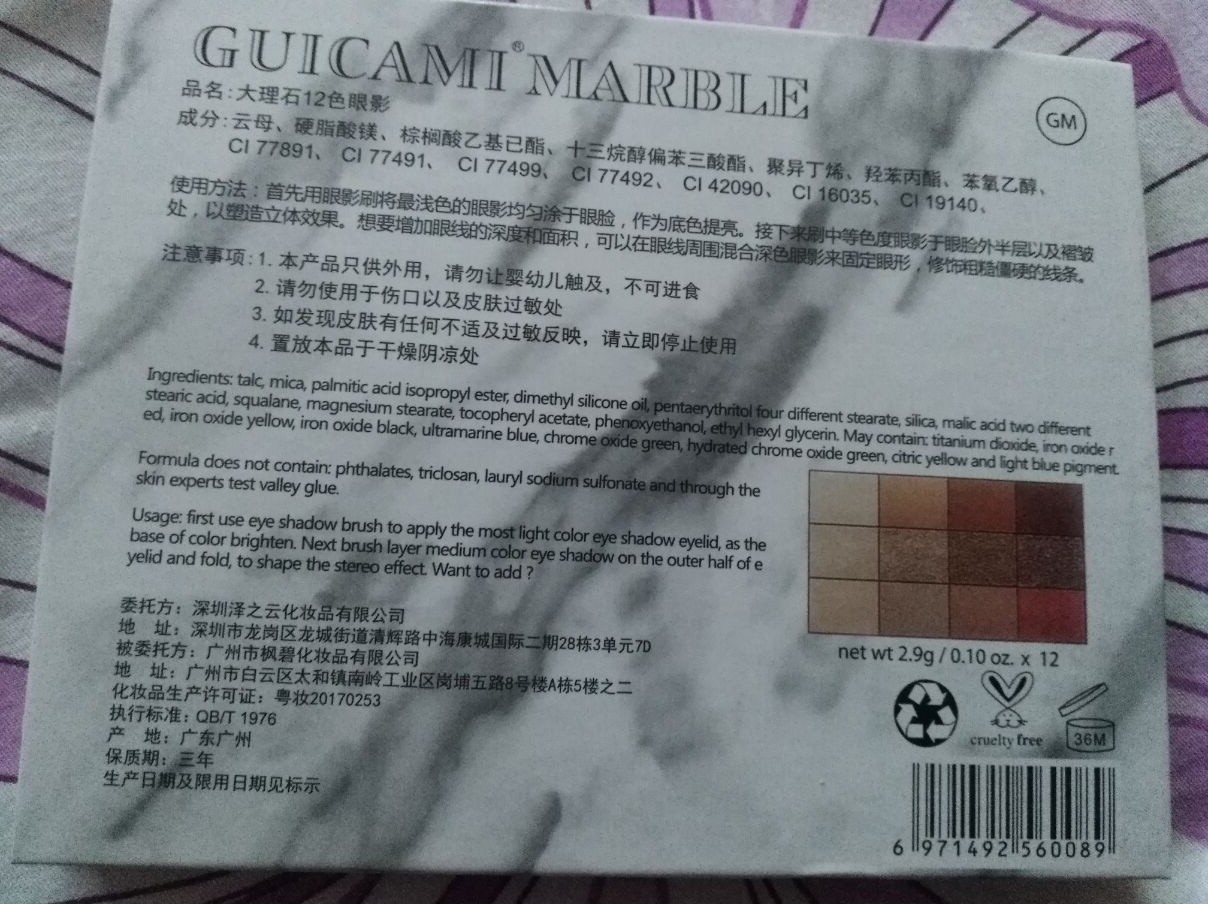 GUICAMI® MARBLE
GM
品名:大理石12色眼影
成分:云母、硬脂酸镁、棕榈酸乙基已酯、十三烷醇偏苯三酸酯、聚异丁烯、羟苯丙酯、苯氧乙醇、
CI 77891、 CI 77491、 CI 77499、 CI 77492、 CI 42090、 CI 16035、 CI 19140、
使用方法：首先用眼影刷将最浅色的眼影均匀涂于眼脸，作为底色提亮。接下来刷中等色度眼影于眼脸外半层以及褶皱
处，以塑造立体效果。想要增加眼线的深度和面积，可以在眼线周围混合深色眼影来固定眼形，修饰粗糙僵硬的线条。
注意事项:1. 本产品只供外用，请勿让婴幼儿触及，不可进食
2. 请勿使用于伤口以及皮肤过敏处
3. 如发现皮肤有任何不适及过敏反映，请立即停止使用
4. 置放本品于干燥阴凉处
Ingredients: talc, mica, palmitic acid isopropyl ester, dimethyl silicone oil, pentaerythritol four different stearate, silica, malic acid two different
stearic acid, squalane, magnesium stearate, tocopheryl acetate, phenoxyethanol, ethyl hexyl glycerin. May contain: titanium dioxide, iron oxide r
ed, iron oxide yellow, iron oxide black, ultramarine blue, chrome oxide green, hydrated chrome oxide green, citric yellow and light blue pigment.
Formula does not contain: phthalates, triclosan, lauryl sodium sulfonate and through the
skin experts test valley glue.
Usage: first use eye shadow brush to apply the most light color eye shadow eyelid, as the
base of color brighten. Next brush layer medium color eye shadow on the outer half of e
yelid and fold, to shape the stereo effect. Want to add ?
委托方：深圳泽之云化妆品有限公司
地 址：深圳市龙岗区龙城街道清辉路中海康城国际二期28栋3单元7D
被委托方：广州市枫碧化妆品有限公司
地 址：广州市白云区太和镇南岭工业区岗埔五路8号楼A栋5楼之二
化妆品生产许可证：粤妆20170253
执行标准：QB/T 1976
产 地：广东广州
保质期：三年
生产日期及限用日期见标示
net wt 2.9g / 0.10 oz. x 12
cruelty free
36M
6 971492 560089